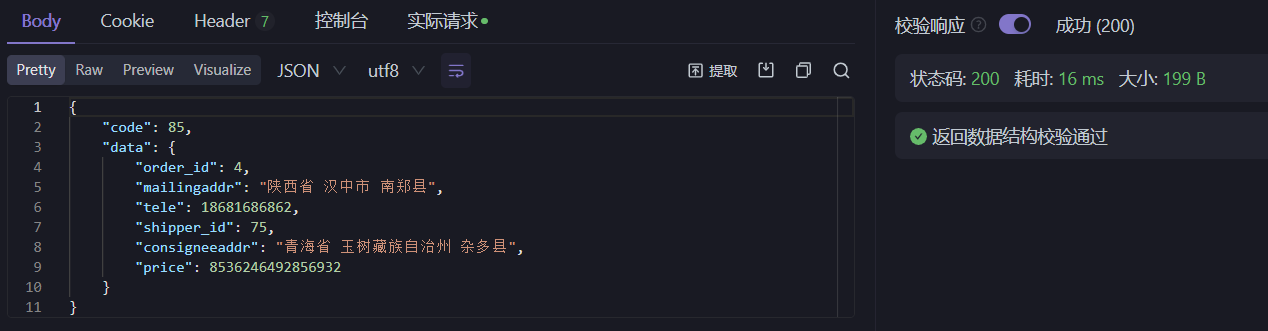 Body Cookie Header 7 控制台 实际请求
Pretty Raw Preview Visualize JSON utf8 提取
1 {
2 "code": 85,
3 "data": {
4 "order_id": 4,
5 "mailingaddr": "陕西省 汉中市 南郑县",
6 "tele": 18681686862,
7 "shipper_id": 75,
8 "consigneeaddr": "青海省 玉树藏族自治州 杂多县",
9 "price": 8536246492856932
10 }
11 }
校验响应 ? 成功 (200)
状态码: 200 耗时: 16 ms 大小: 199 B
返回数据结构校验通过